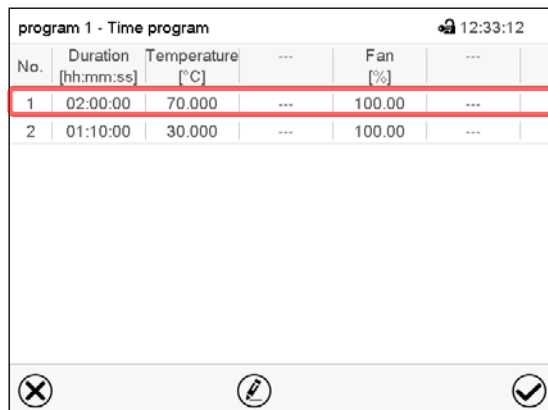 program 1 - Time program 12:33:12
No. Duration [hh:mm:ss] Temperature [°C] --- Fan [%] ---
1 02:00:00 70.000 --- 100.00 ---
2 01:10:00 30.000 --- 100.00 ---